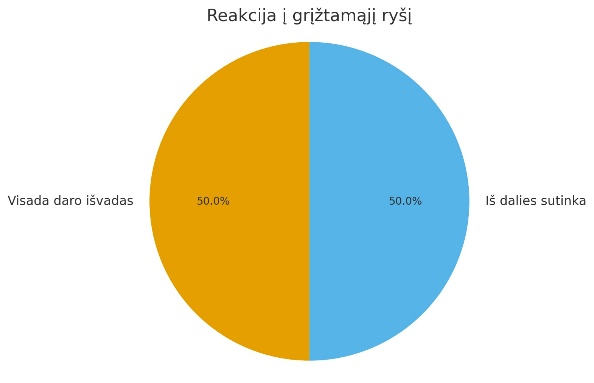 Reakcija į grįžtamąjį ryšį
Visada daro išvadas
50.0%
50.0%
Iš dalies sutinka